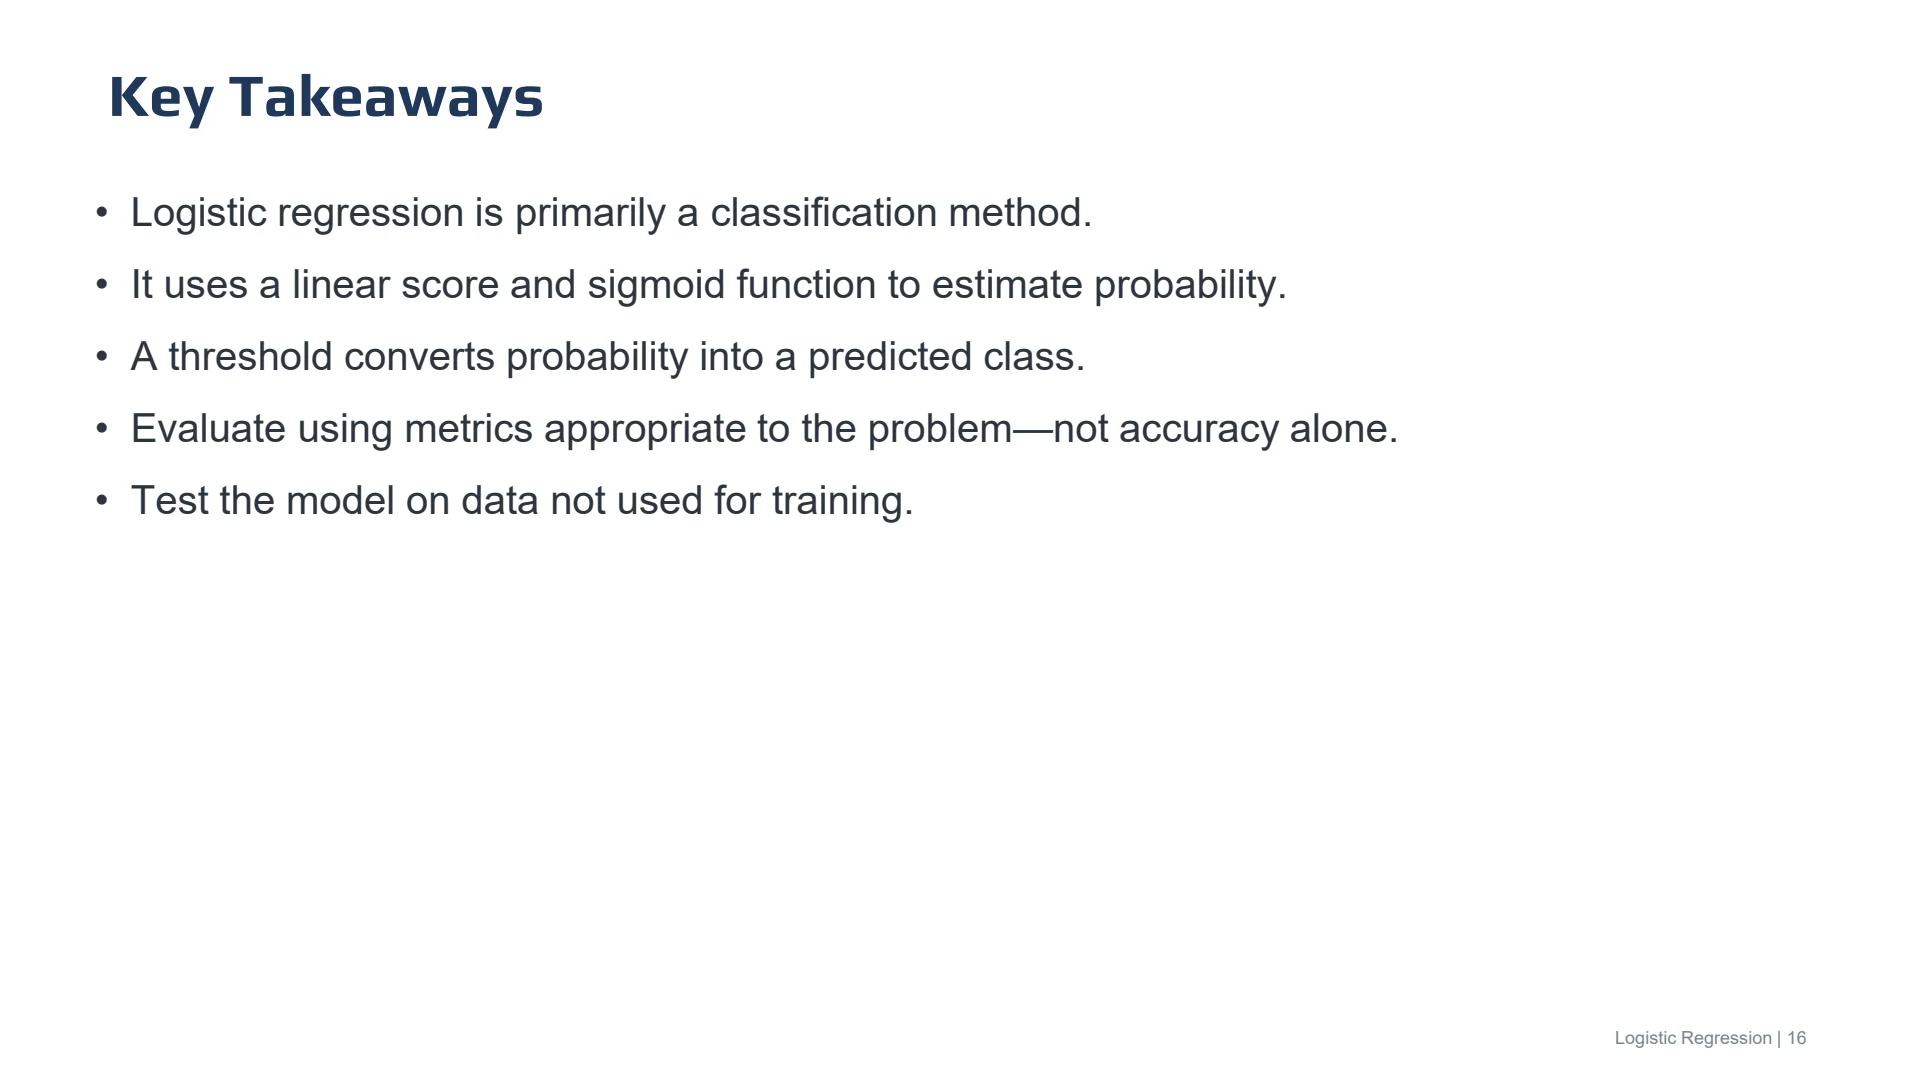 Key Takeaways
• Logistic regression is primarily a classification method.
• It uses a linear score and sigmoid function to estimate probability.
• A threshold converts probability into a predicted class.
• Evaluate using metrics appropriate to the problem—not accuracy alone.
• Test the model on data not used for training.
Logistic Regression | 16